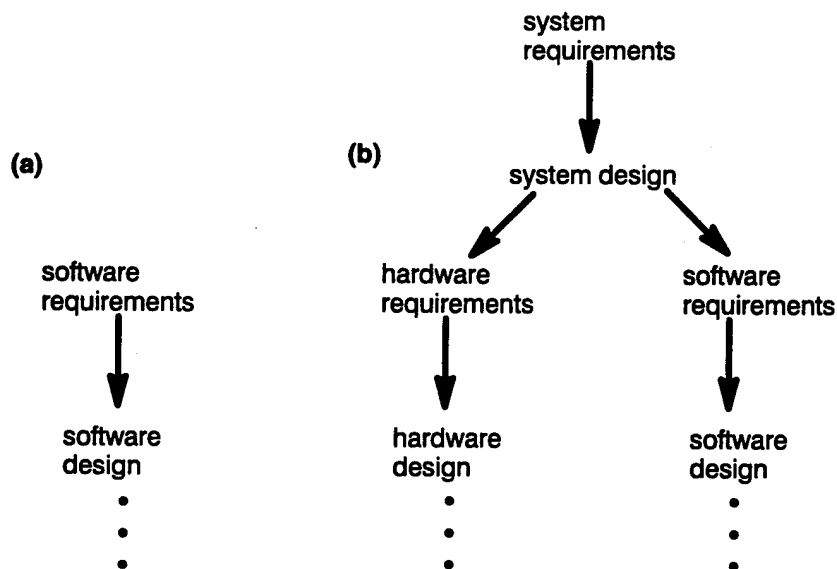 (a)
software
requirements
software
design
(b)
system
requirements
system design
hardware
requirements
software
requirements
hardware
design
software
design